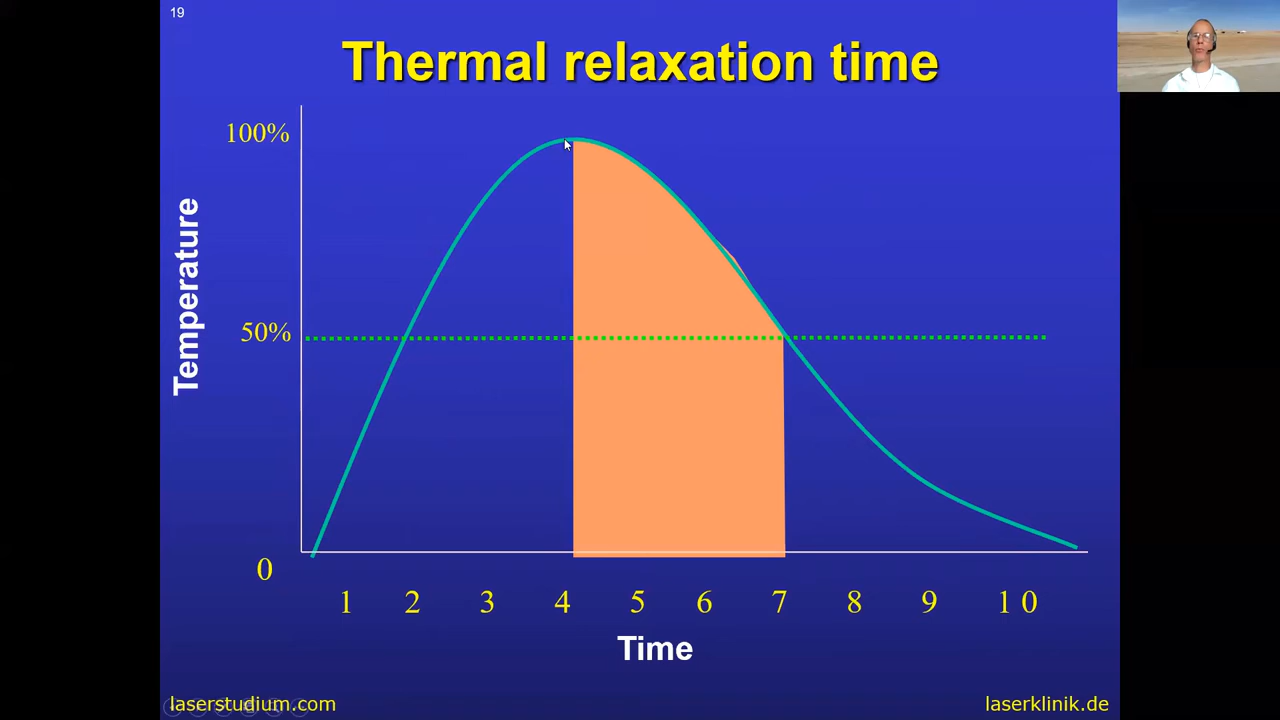 19
Thermal relaxation time
100%
Temperature
50%
0
1 2 3 4 5 6 7 8 9 1 0
Time
laserstudium.com
laserklinik.de